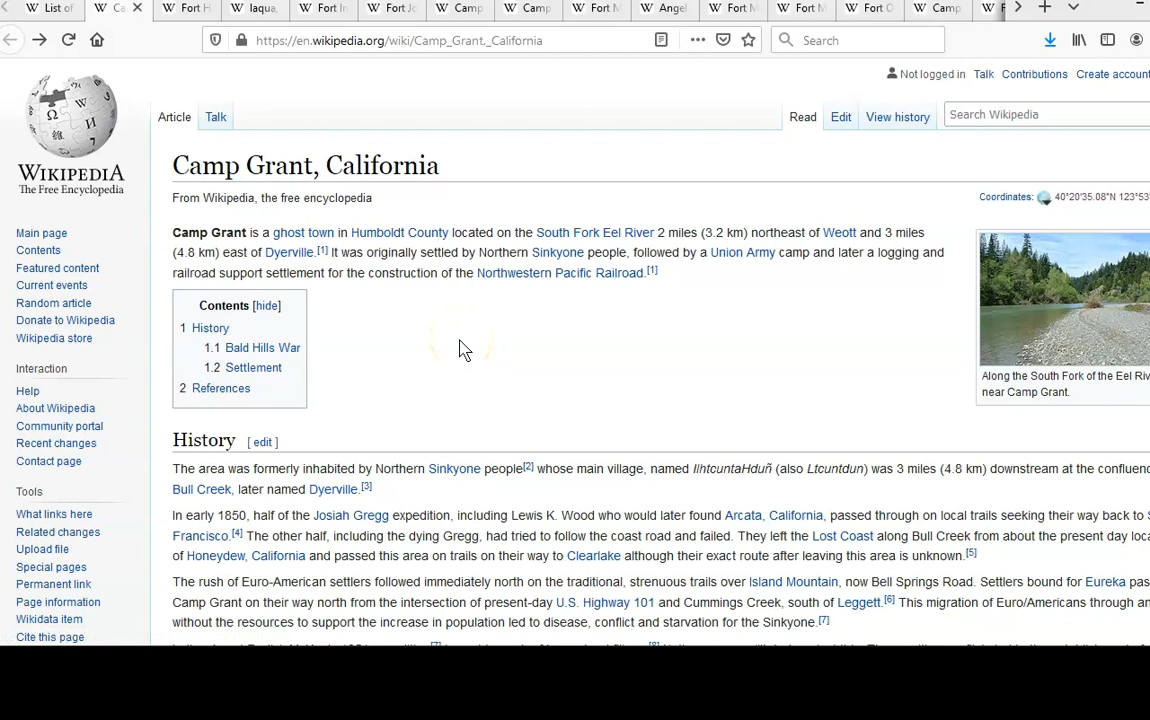 List of
Ca
Fort H
Iaqua,
Fort In
Fort Jo
Camp
Camp
Fort M
Angel
Fort M
Fort M
Fort O
Camp
https://en.wikipedia.org/wiki/Camp_Grant,_California
Search
Not logged in Talk Contributions Create account
Article Talk
Read Edit View history Search Wikipedia
WIKIPEDIA
The Free Encyclopedia
Main page
Contents
Featured content
Current events
Random article
Donate to Wikipedia
Wikipedia store
Interaction
Help
About Wikipedia
Community portal
Recent changes
Contact page
Tools
What links here
Related changes
Upload file
Special pages
Permanent link
Page information
Wikidata item
Cite this page
Camp Grant, California
From Wikipedia, the free encyclopedia
Coordinates: 40°20′35.08″N 123°53
Camp Grant is a ghost town in Humboldt County located on the South Fork Eel River 2 miles (3.2 km) northeast of Weott and 3 miles
(4.8 km) east of Dyerville.[1] It was originally settled by Northern Sinkyone people, followed by a Union Army camp and later a logging and
railroad support settlement for the construction of the Northwestern Pacific Railroad.[1]
Along the South Fork of the Eel Riv
near Camp Grant.
Contents [hide]
1 History
1.1 Bald Hills War
1.2 Settlement
2 References
History [ edit ]
The area was formerly inhabited by Northern Sinkyone people[2] whose main village, named IlhtcuntaHduñ (also Ltcuntdun) was 3 miles (4.8 km) downstream at the confluenc
Bull Creek, later named Dyerville.[3]
In early 1850, half of the Josiah Gregg expedition, including Lewis K. Wood who would later found Arcata, California, passed through on local trails seeking their way back to S
Francisco.[4] The other half, including the dying Gregg, had tried to follow the coast road and failed. They left the Lost Coast along Bull Creek from about the present day loca
of Honeydew, California and passed this area on trails on their way to Clearlake although their exact route after leaving this area is unknown.[5]
The rush of Euro-American settlers followed immediately north on the traditional, strenuous trails over Island Mountain, now Bell Springs Road. Settlers bound for Eureka pas
Camp Grant on their way north from the intersection of present-day U.S. Highway 101 and Cummings Creek, south of Leggett.[6] This migration of Euro/Americans through an
without the resources to support the increase in population led to disease, conflict and starvation for the Sinkyone.[7]